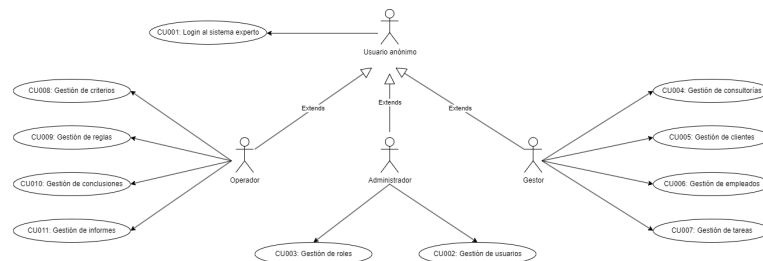 CU001: Login al sistema experto
Usuario anónimo
CU008: Gestión de criterios
CU004: Gestión de consultorías
Extends
Extends
Extends
CU009: Gestión de reglas
CU005: Gestión de clientes
Operador
Administrador
Gestor
CU010: Gestión de conclusiones
CU006: Gestión de empleados
CU011: Gestión de informes
CU007: Gestión de tareas
CU003: Gestión de roles
CU002: Gestión de usuarios